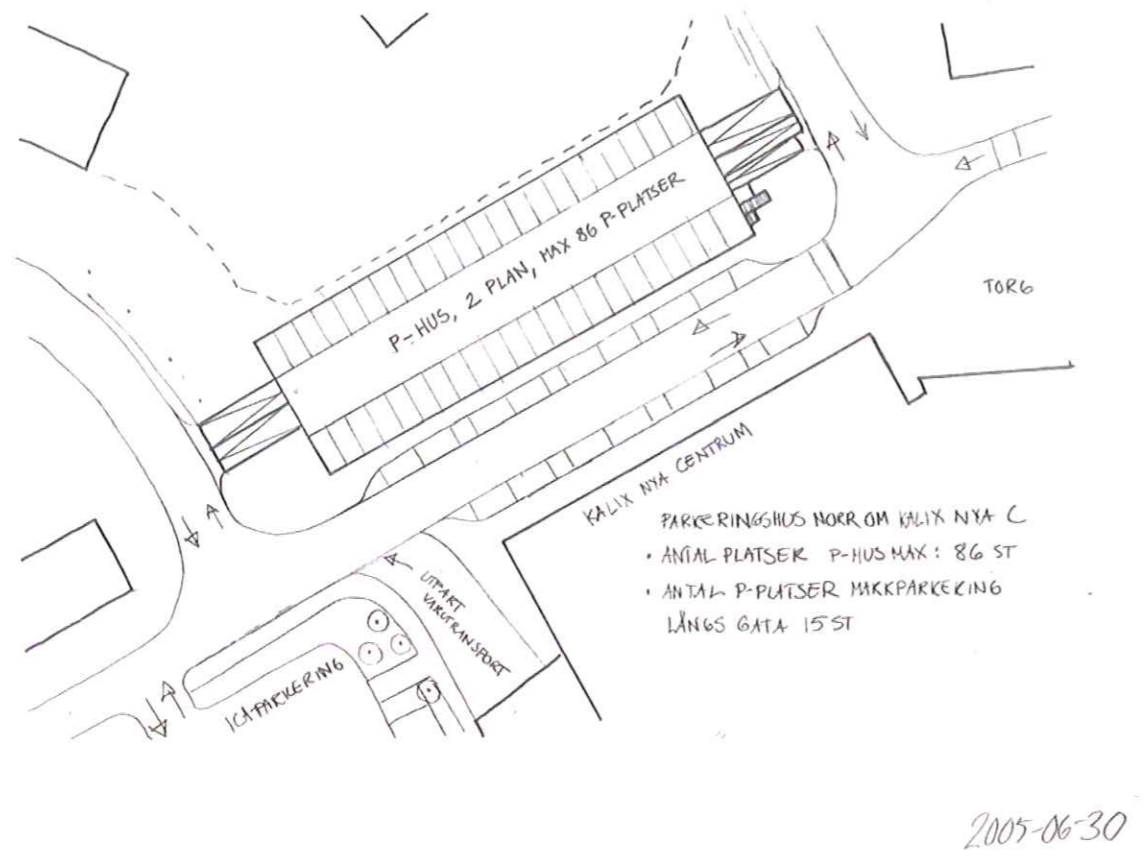 P-HUS, 2 PLAN, MAX 86 P-PLATSER
TORG
KALIX NYA CENTRUM
PARKERINGSHUS NORR OM KALIX NYA C
• ANTAL PLATSER P-HUS MAX: 86 ST
• ANTAL P-PLATSER MARKPARKERING
LÄNGS GATA 15 ST
UTFART
VARUTRANSPORT
ICA PARKERING
2005-06-30